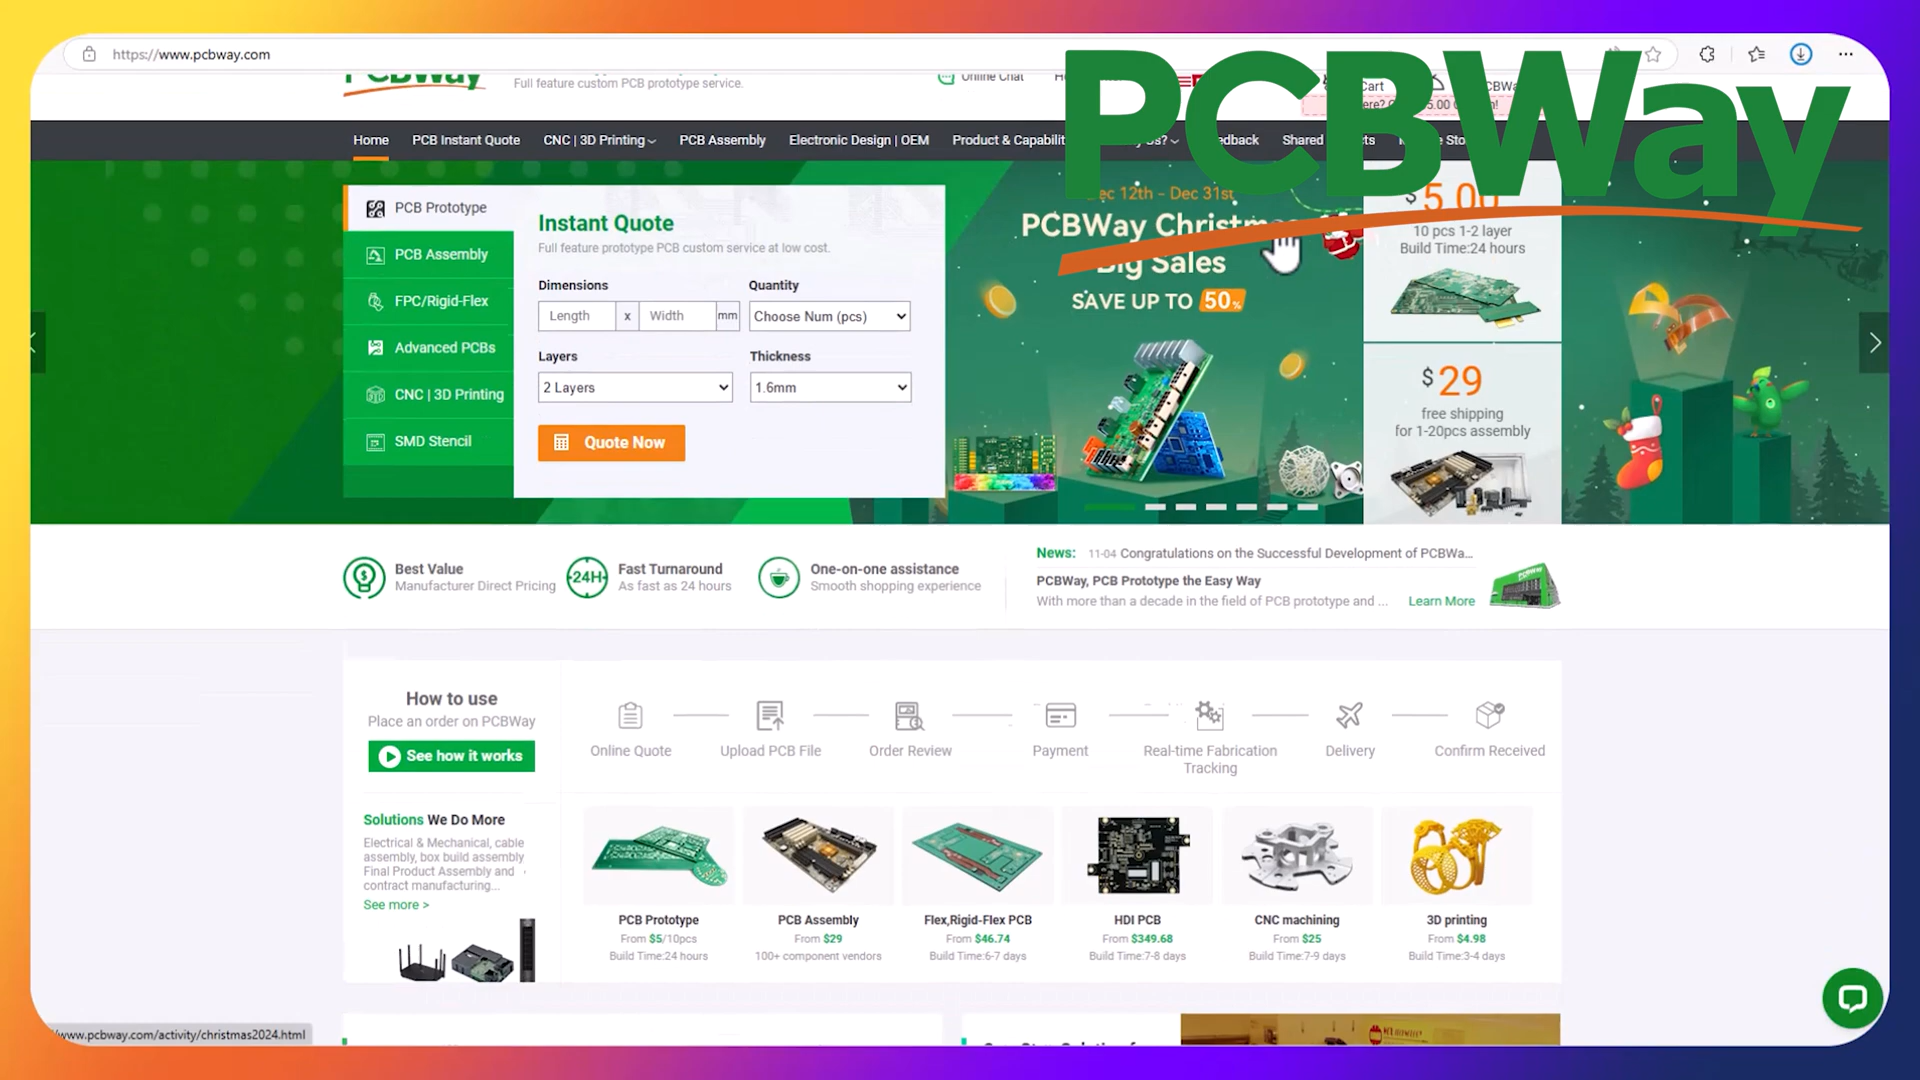 https://www.pcbway.com
PCBWay
PCBWay
Full feature custom PCB prototype service.
Online Chat
Cart
Home
PCB Instant Quote
CNC | 3D Printing
PCB Assembly
Electronic Design | OEM
Product & Capabilit
Us?
edback
Shared
cts
Sto
PCB Prototype
PCB Assembly
FPC/Rigid-Flex
Advanced PCBs
CNC | 3D Printing
SMD Stencil
Instant Quote
Full feature prototype PCB custom service at low cost.
Dimensions
Quantity
Length
x
Width
mm
Choose Num (pcs)
Layers
Thickness
2 Layers
1.6mm
Quote Now
Dec 12th - Dec 31st
PCBWay Christm
Big Sales
SAVE UP TO 50%
$5.00
10 pcs 1-2 layer
Build Time:24 hours
$29
free shipping
for 1-20pcs assembly
Best Value
Manufacturer Direct Pricing
24H
Fast Turnaround
As fast as 24 hours
One-on-one assistance
Smooth shopping experience
News: 11-04 Congratulations on the Successful Development of PCBWa...
PCBWay, PCB Prototype the Easy Way
With more than a decade in the field of PCB prototype and ... Learn More
How to use
Place an order on PCBWay
See how it works
Online Quote
Upload PCB File
Order Review
Payment
Real-time Fabrication
Tracking
Delivery
Confirm Received
Solutions We Do More
Electrical & Mechanical, cable
assembly, box build assembly
Final Product Assembly and
contract manufacturing...
See more >
PCB Prototype
From $5/10pcs
Build Time:24 hours
PCB Assembly
From $29
100+ component vendors
Flex,Rigid-Flex PCB
From $46.74
Build Time:6-7 days
HDI PCB
From $349.68
Build Time:7-8 days
CNC machining
From $25
Build Time:7-9 days
3D printing
From $4.98
Build Time:3-4 days
www.pcbway.com/activity/christmas2024.html